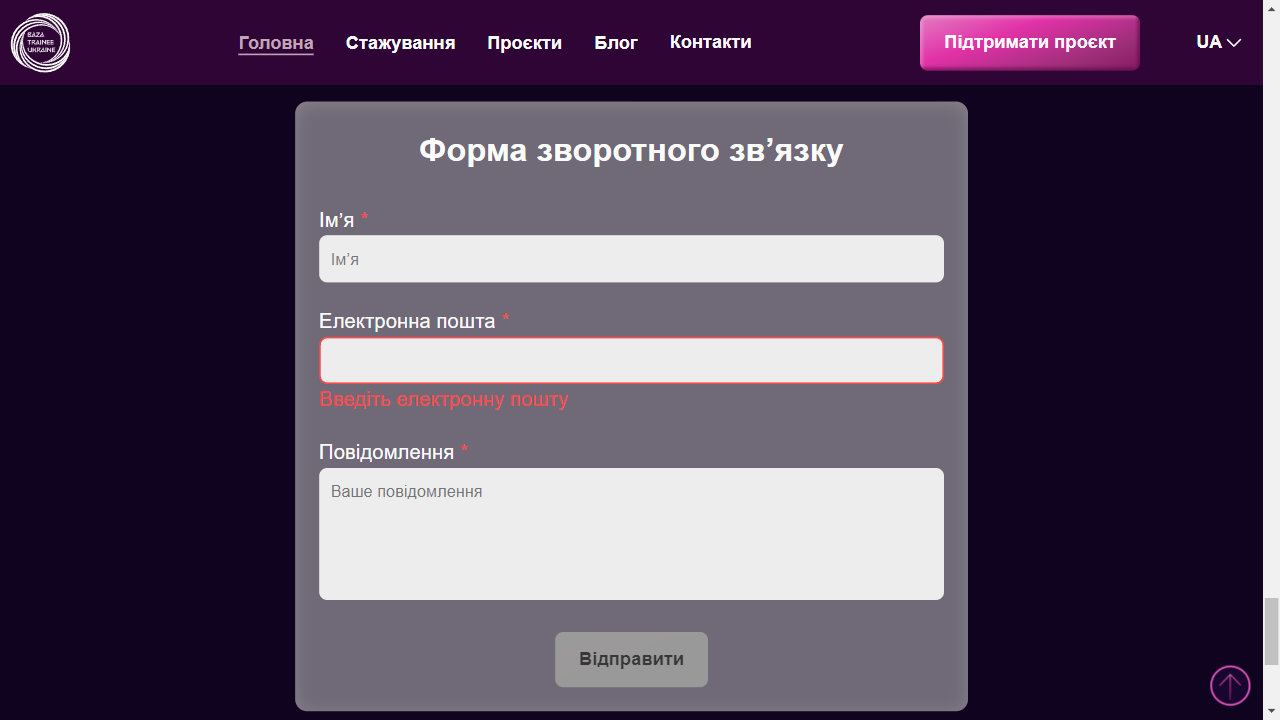 BAZA
TRAINEE
UKRAINE
Головна
Стажування
Проєкти
Блог
Контакти
Підтримати проєкт
UA
Форма зворотного зв’язку
Ім’я *
Ім’я
Електронна пошта *
Введіть електронну пошту
Повідомлення *
Ваше повідомлення
Відправити